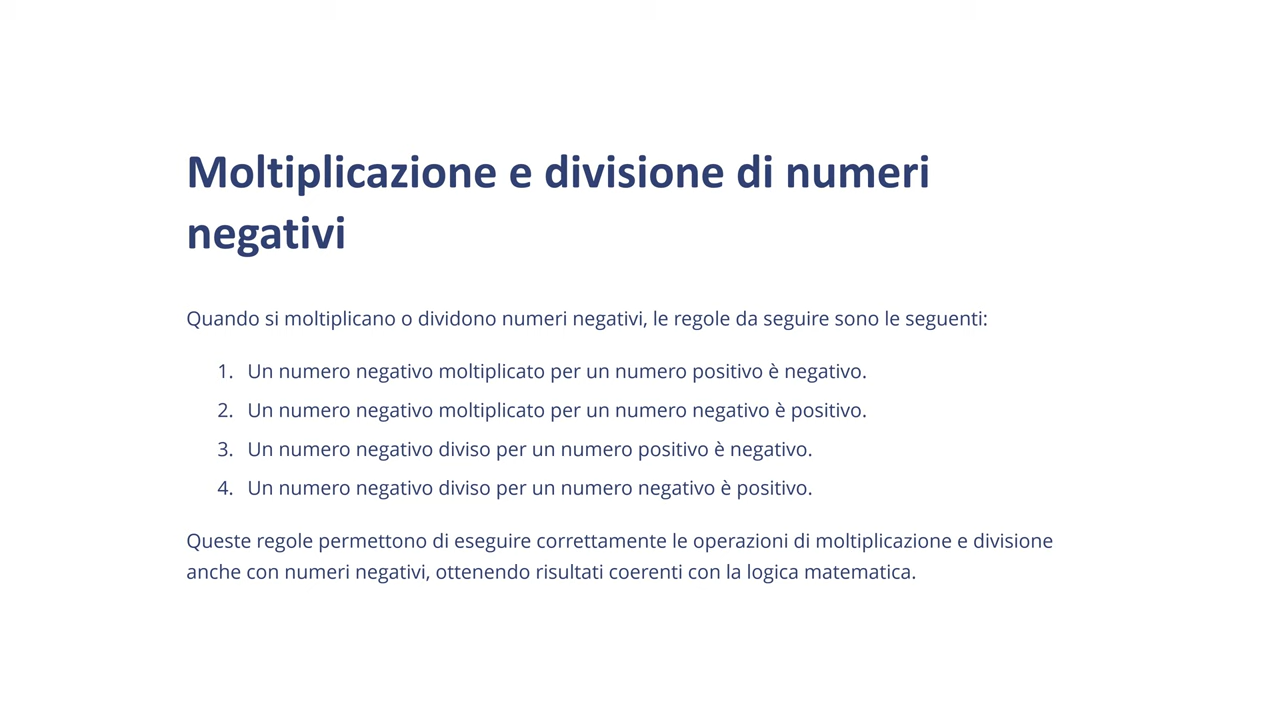 Moltiplicazione e divisione di numeri
negativi
Quando si moltiplicano o dividono numeri negativi, le regole da seguire sono le seguenti:
1. Un numero negativo moltiplicato per un numero positivo è negativo.
2. Un numero negativo moltiplicato per un numero negativo è positivo.
3. Un numero negativo diviso per un numero positivo è negativo.
4. Un numero negativo diviso per un numero negativo è positivo.
Queste regole permettono di eseguire correttamente le operazioni di moltiplicazione e divisione
anche con numeri negativi, ottenendo risultati coerenti con la logica matematica.